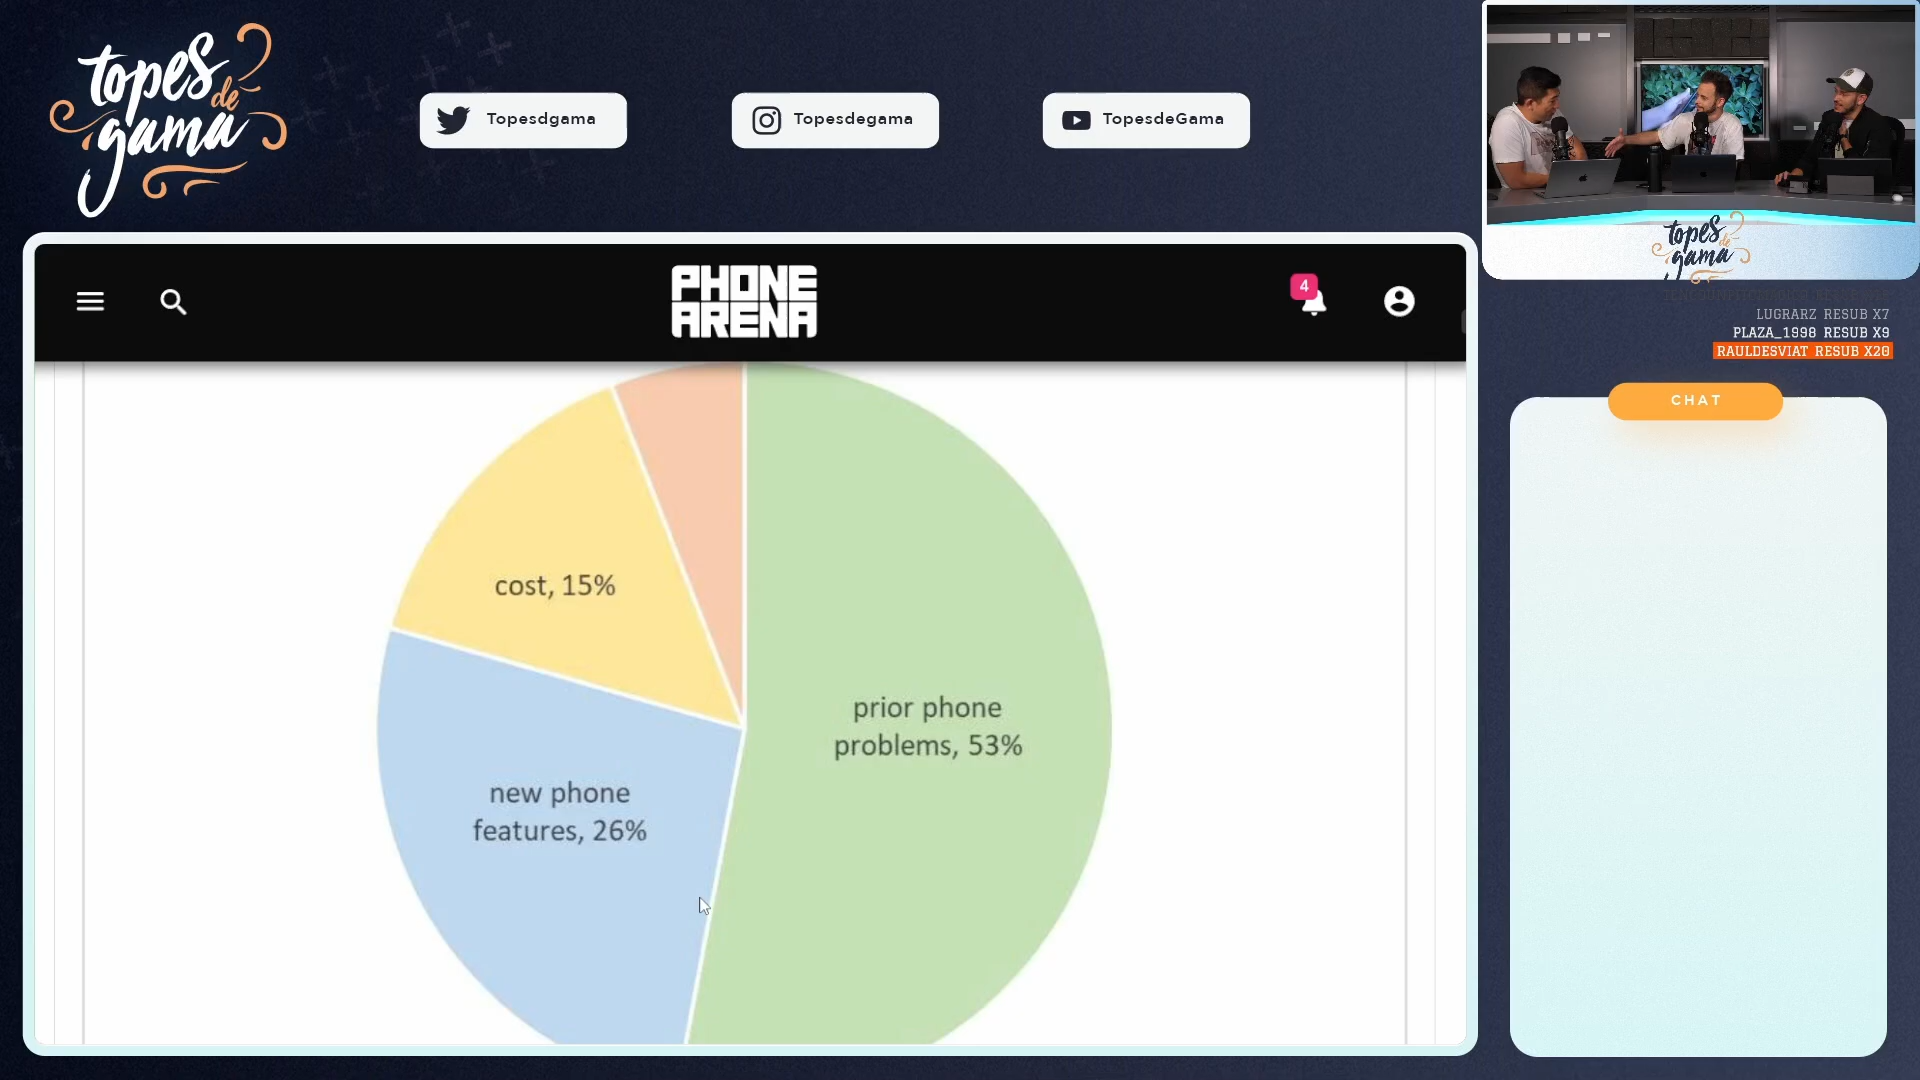 topes
de
gama
Topesdgama
Topesdegama
TopesdeGama
topes
de
gama
PHONE
ARENA
4
LUGRARZ RESUB X7
PLAZA_1998 RESUB X9
RAULDESVIAT RESUB X20
CHAT
cost, 15%
prior phone
problems, 53%
new phone
features, 26%